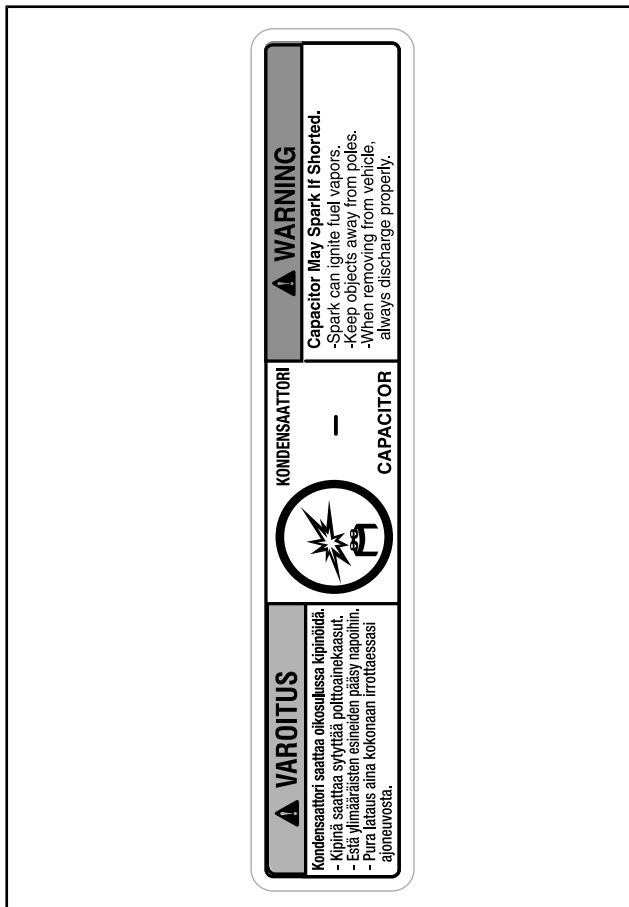 VAROITUS
Kondensaattori saattaa oikosulussa kipinöidä.
- Kipinä saattaa sytyttää polttoainekaasut.
- Estä ylimääräisten esineiden pääsy napoihin.
- Pura lataus aina kokonaan irrottaessasi
ajoneuvosta.
KONDENSAATTORI
–
CAPACITOR
WARNING
Capacitor May Spark If Shorted.
-Spark can ignite fuel vapors.
-Keep objects away from poles.
-When removing from vehicle,
always discharge properly.